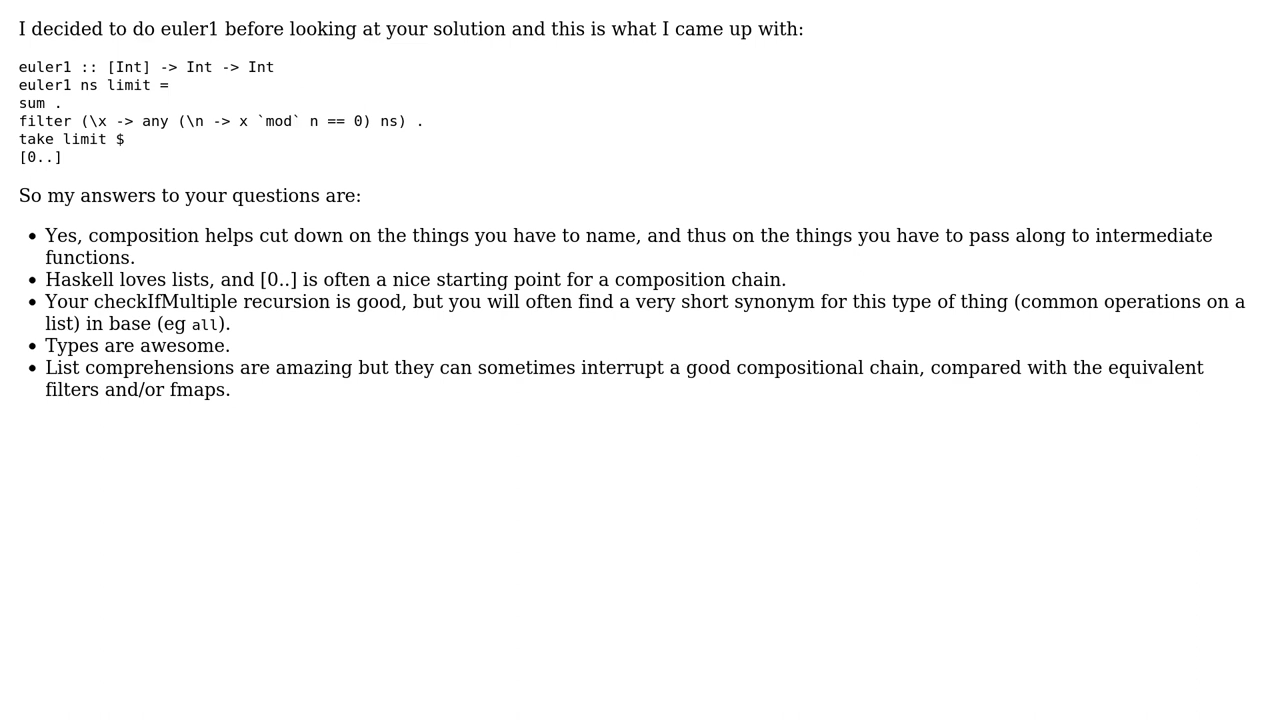 I decided to do euler1 before looking at your solution and this is what I came up with:
euler1 :: [Int] -> Int -> Int
euler1 ns limit =
sum .
filter (\x -> any (\n -> x `mod` n == 0) ns) .
take limit $
[0..]
So my answers to your questions are:
• Yes, composition helps cut down on the things you have to name, and thus on the things you have to pass along to intermediate
functions.
• Haskell loves lists, and [0..] is often a nice starting point for a composition chain.
• Your checkIfMultiple recursion is good, but you will often find a very short synonym for this type of thing (common operations on a
list) in base (eg all).
• Types are awesome.
• List comprehensions are amazing but they can sometimes interrupt a good compositional chain, compared with the equivalent
filters and/or fmaps.